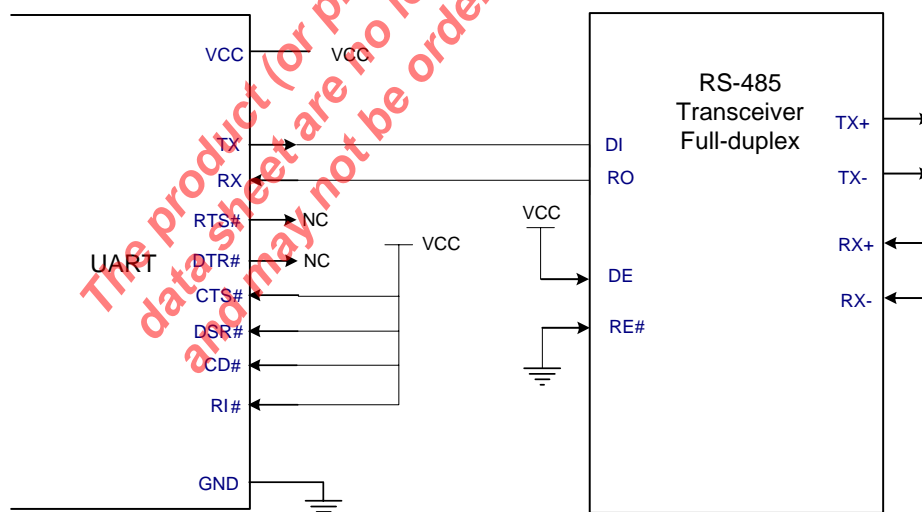 VCC
VCC
TX
RX
RTS#
NC
DTR#
NC
UART
CTS#
DSR#
CD#
RI#
GND
VCC
RS-485
Transceiver
Full-duplex
DI
RO
VCC
DE
RE#
TX+
TX-
RX+
RX-
The product (or
data sheet are no
and may not be